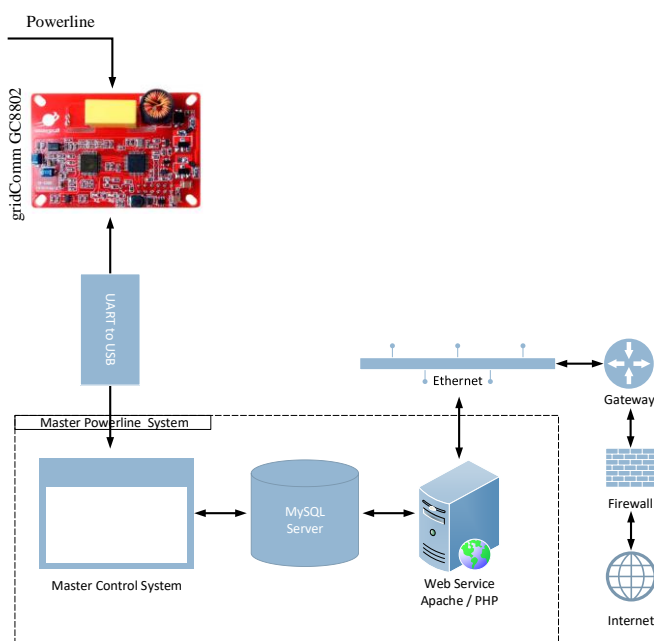 Powerline
gridComm GC8802
UART to USB
Ethernet
Gateway
Master Powerline System
MySQL
Server
Firewall
Master Control System
Web Service
Apache / PHP
Internet